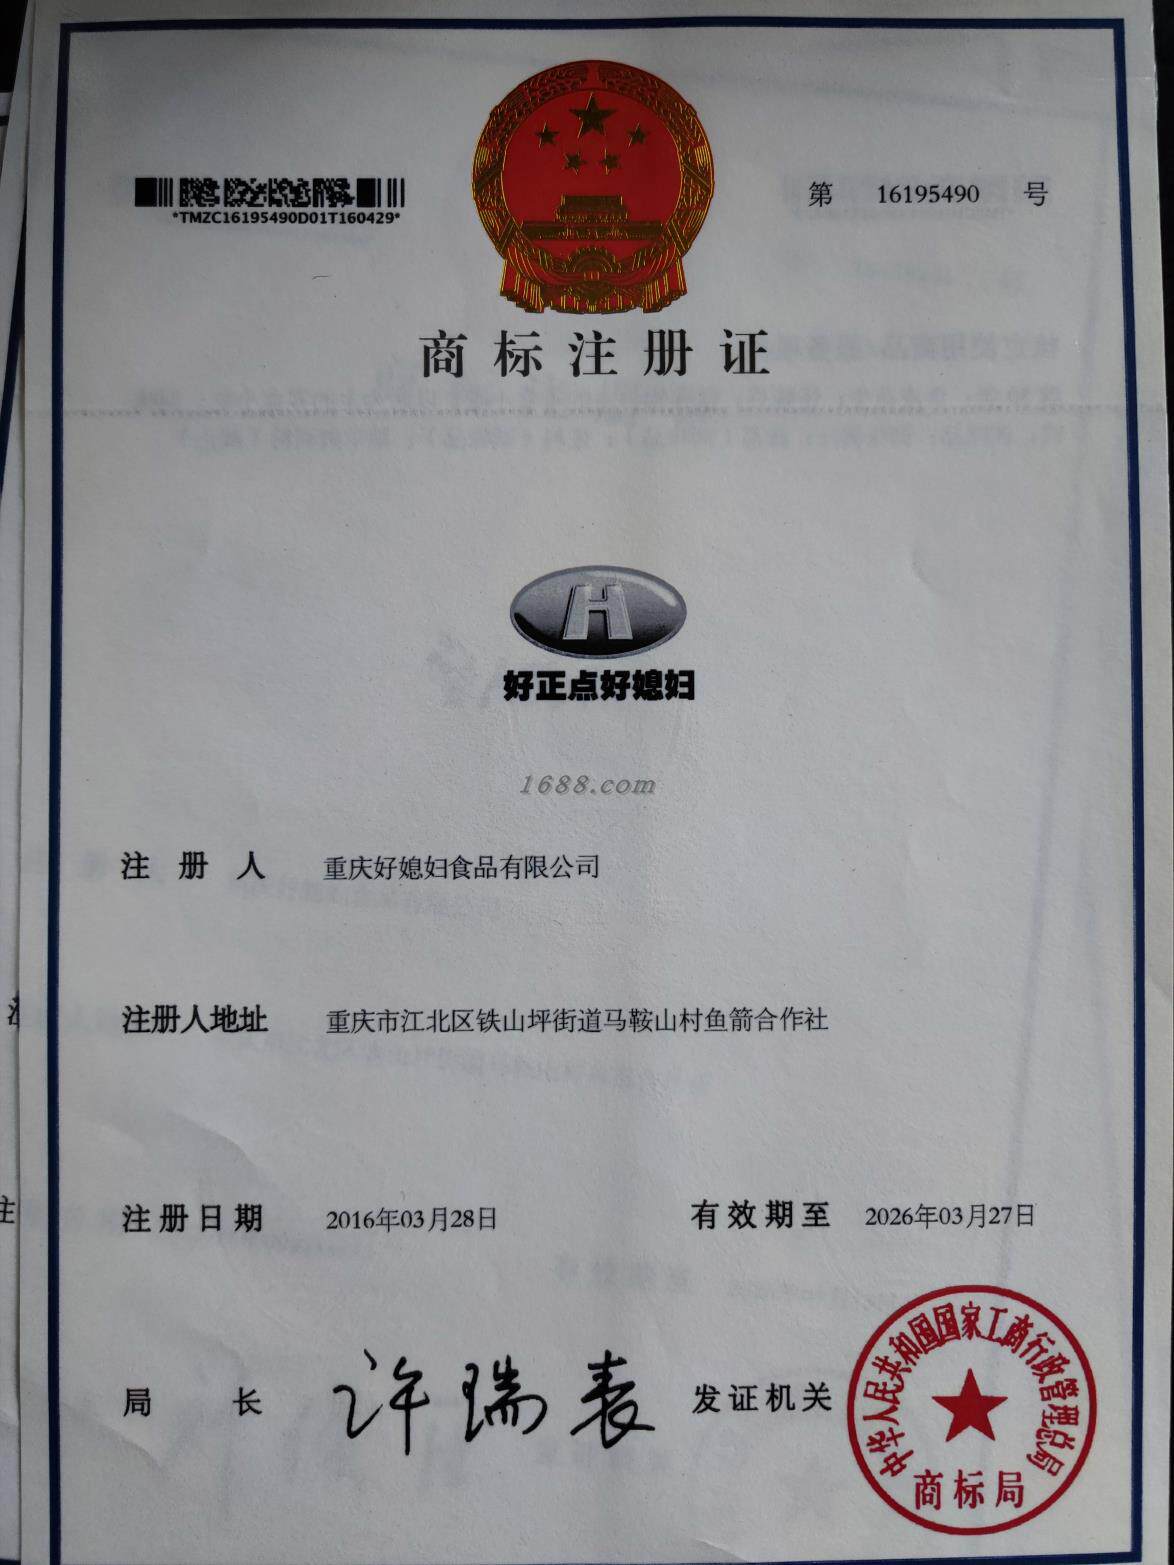 *TMZC16195490D01T160429*
第 16195490 号
商标注册证
H
好正点好媳妇
1688.com
注册人 重庆好媳妇食品有限公司
注册人地址 重庆市江北区铁山坪街道马鞍山村鱼箭合作社
注册日期 2016年03月28日 有效期至 2026年03月27日
局长 许瑞表 发证机关
中华人民共和国国家工商行政管理总局
商标局